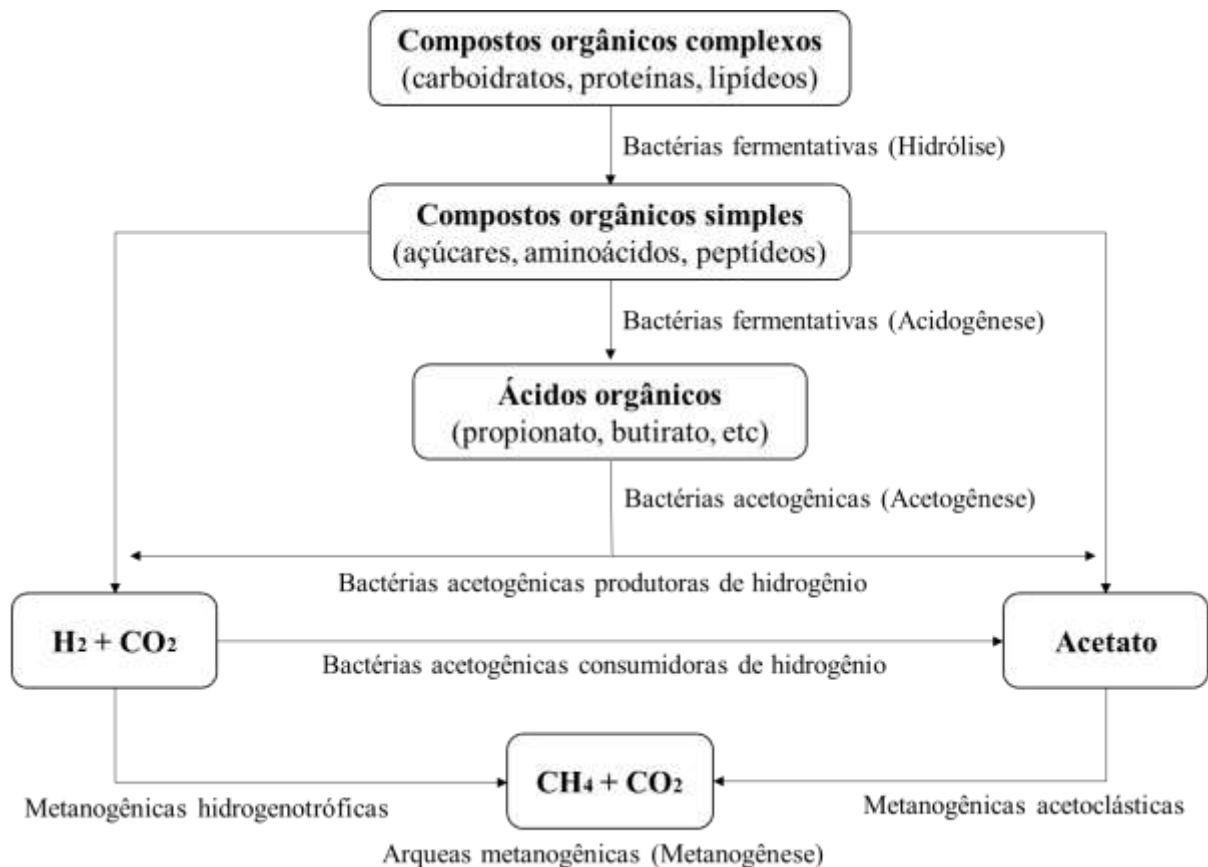 Compostos orgânicos complexos
(carboidratos, proteínas, lipídeos)
Bactérias fermentativas (Hidrólise)
Compostos orgânicos simples
(açúcares, aminoácidos, peptídeos)
Bactérias fermentativas (Acidogênese)
Ácidos orgânicos
(propionato, butirato, etc)
Bactérias acetogênicas (Acetogênese)
Bactérias acetogênicas produtoras de hidrogênio
H2 + CO2
Acetato
Bactérias acetogênicas consumidoras de hidrogênio
CH4 + CO2
Metanogênicas hidrogenotróficas
Metanogênicas acetoclásticas
Arqueas metanogênicas (Metanogênese)